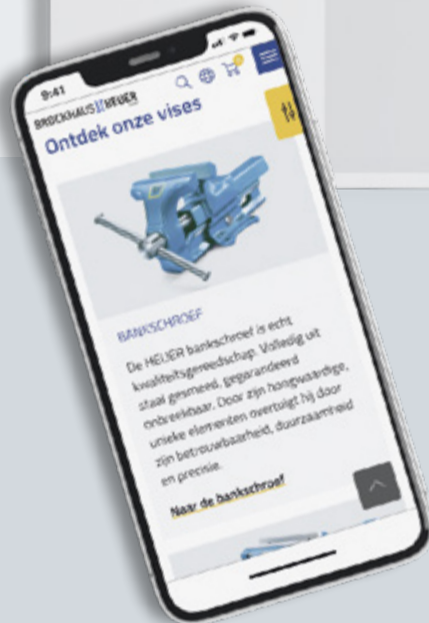 9:41
BROCKHAUS HEUER
Ontdek onze vises
BANKSCHROEF
De HEUER bankschroef is echt
kwaliteitsgereedschap. Volledig uit
staal gesmeed, gegarandeerd
onbreekbaar. Door zijn hoogwaardige,
unieke elementen overtuigt hij door
zijn betrouwbaarheid, duurzaamheid
en precisie.
Naar de bankschroef